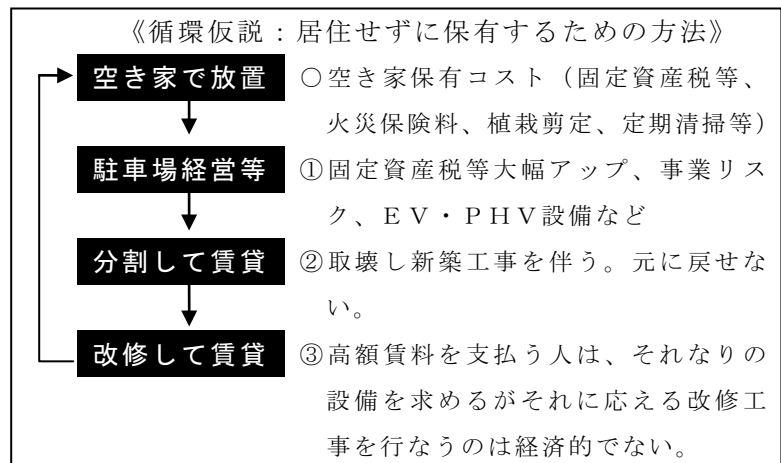 《循環仮説：居住せずに保有するための方法》
空き家で放置 ○空き家保有コスト（固定資産税等、
火災保険料、植栽剪定、定期清掃等）
駐車場経営等 ①固定資産税等大幅アップ、事業リス
ク、ＥＶ・ＰＨＶ設備など
分割して賃貸 ②取壊し新築工事を伴う。元に戻せな
い。
改修して賃貸 ③高額賃料を支払う人は、それなりの
設備を求めるがそれに応える改修工
事を行なうのは経済的でない。